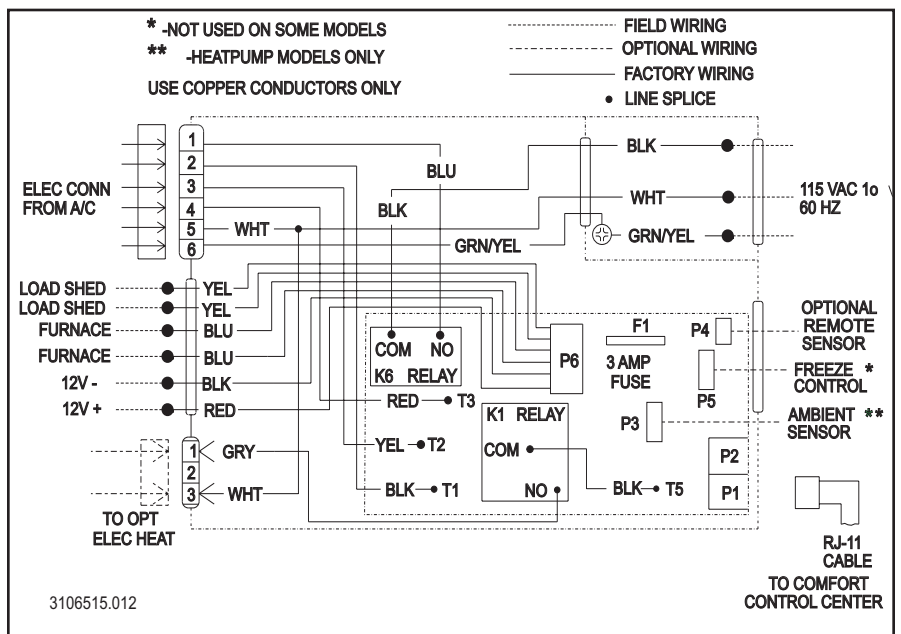 * -NOT USED ON SOME MODELS
** -HEATPUMP MODELS ONLY
USE COPPER CONDUCTORS ONLY
FIELD WIRING
OPTIONAL WIRING
FACTORY WIRING
LINE SPLICE
ELEC CONN
FROM A/C
1
2
3
4
5
6
WHT
BLU
BLK
BLK
WHT
GRN/YEL
GRN/YEL
115 VAC 1o
60 HZ
LOAD SHED
LOAD SHED
FURNACE
FURNACE
12V -
12V +
YEL
YEL
BLU
BLU
BLK
RED
COM NO
K6 RELAY
RED T3
YEL T2
BLK T1
K1 RELAY
COM
NO
BLK T5
P6
F1
3 AMP
FUSE
P4
P5
P3
P2
P1
OPTIONAL
REMOTE
SENSOR
FREEZE *
CONTROL
AMBIENT **
SENSOR
1
2
3
GRY
WHT
TO OPT
ELEC HEAT
RJ-11
CABLE
TO COMFORT
CONTROL CENTER
3106515.012